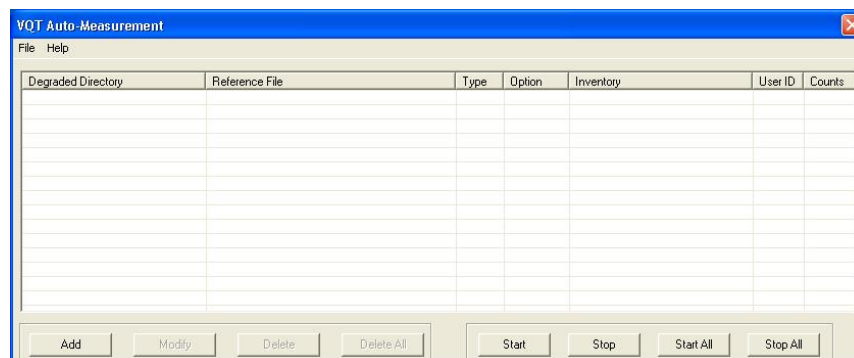 VQT Auto-Measurement
File Help
Degraded Directory Reference File Type Option Inventory User ID Counts
Add Modify Delete Delete All Start Stop Start All Stop All